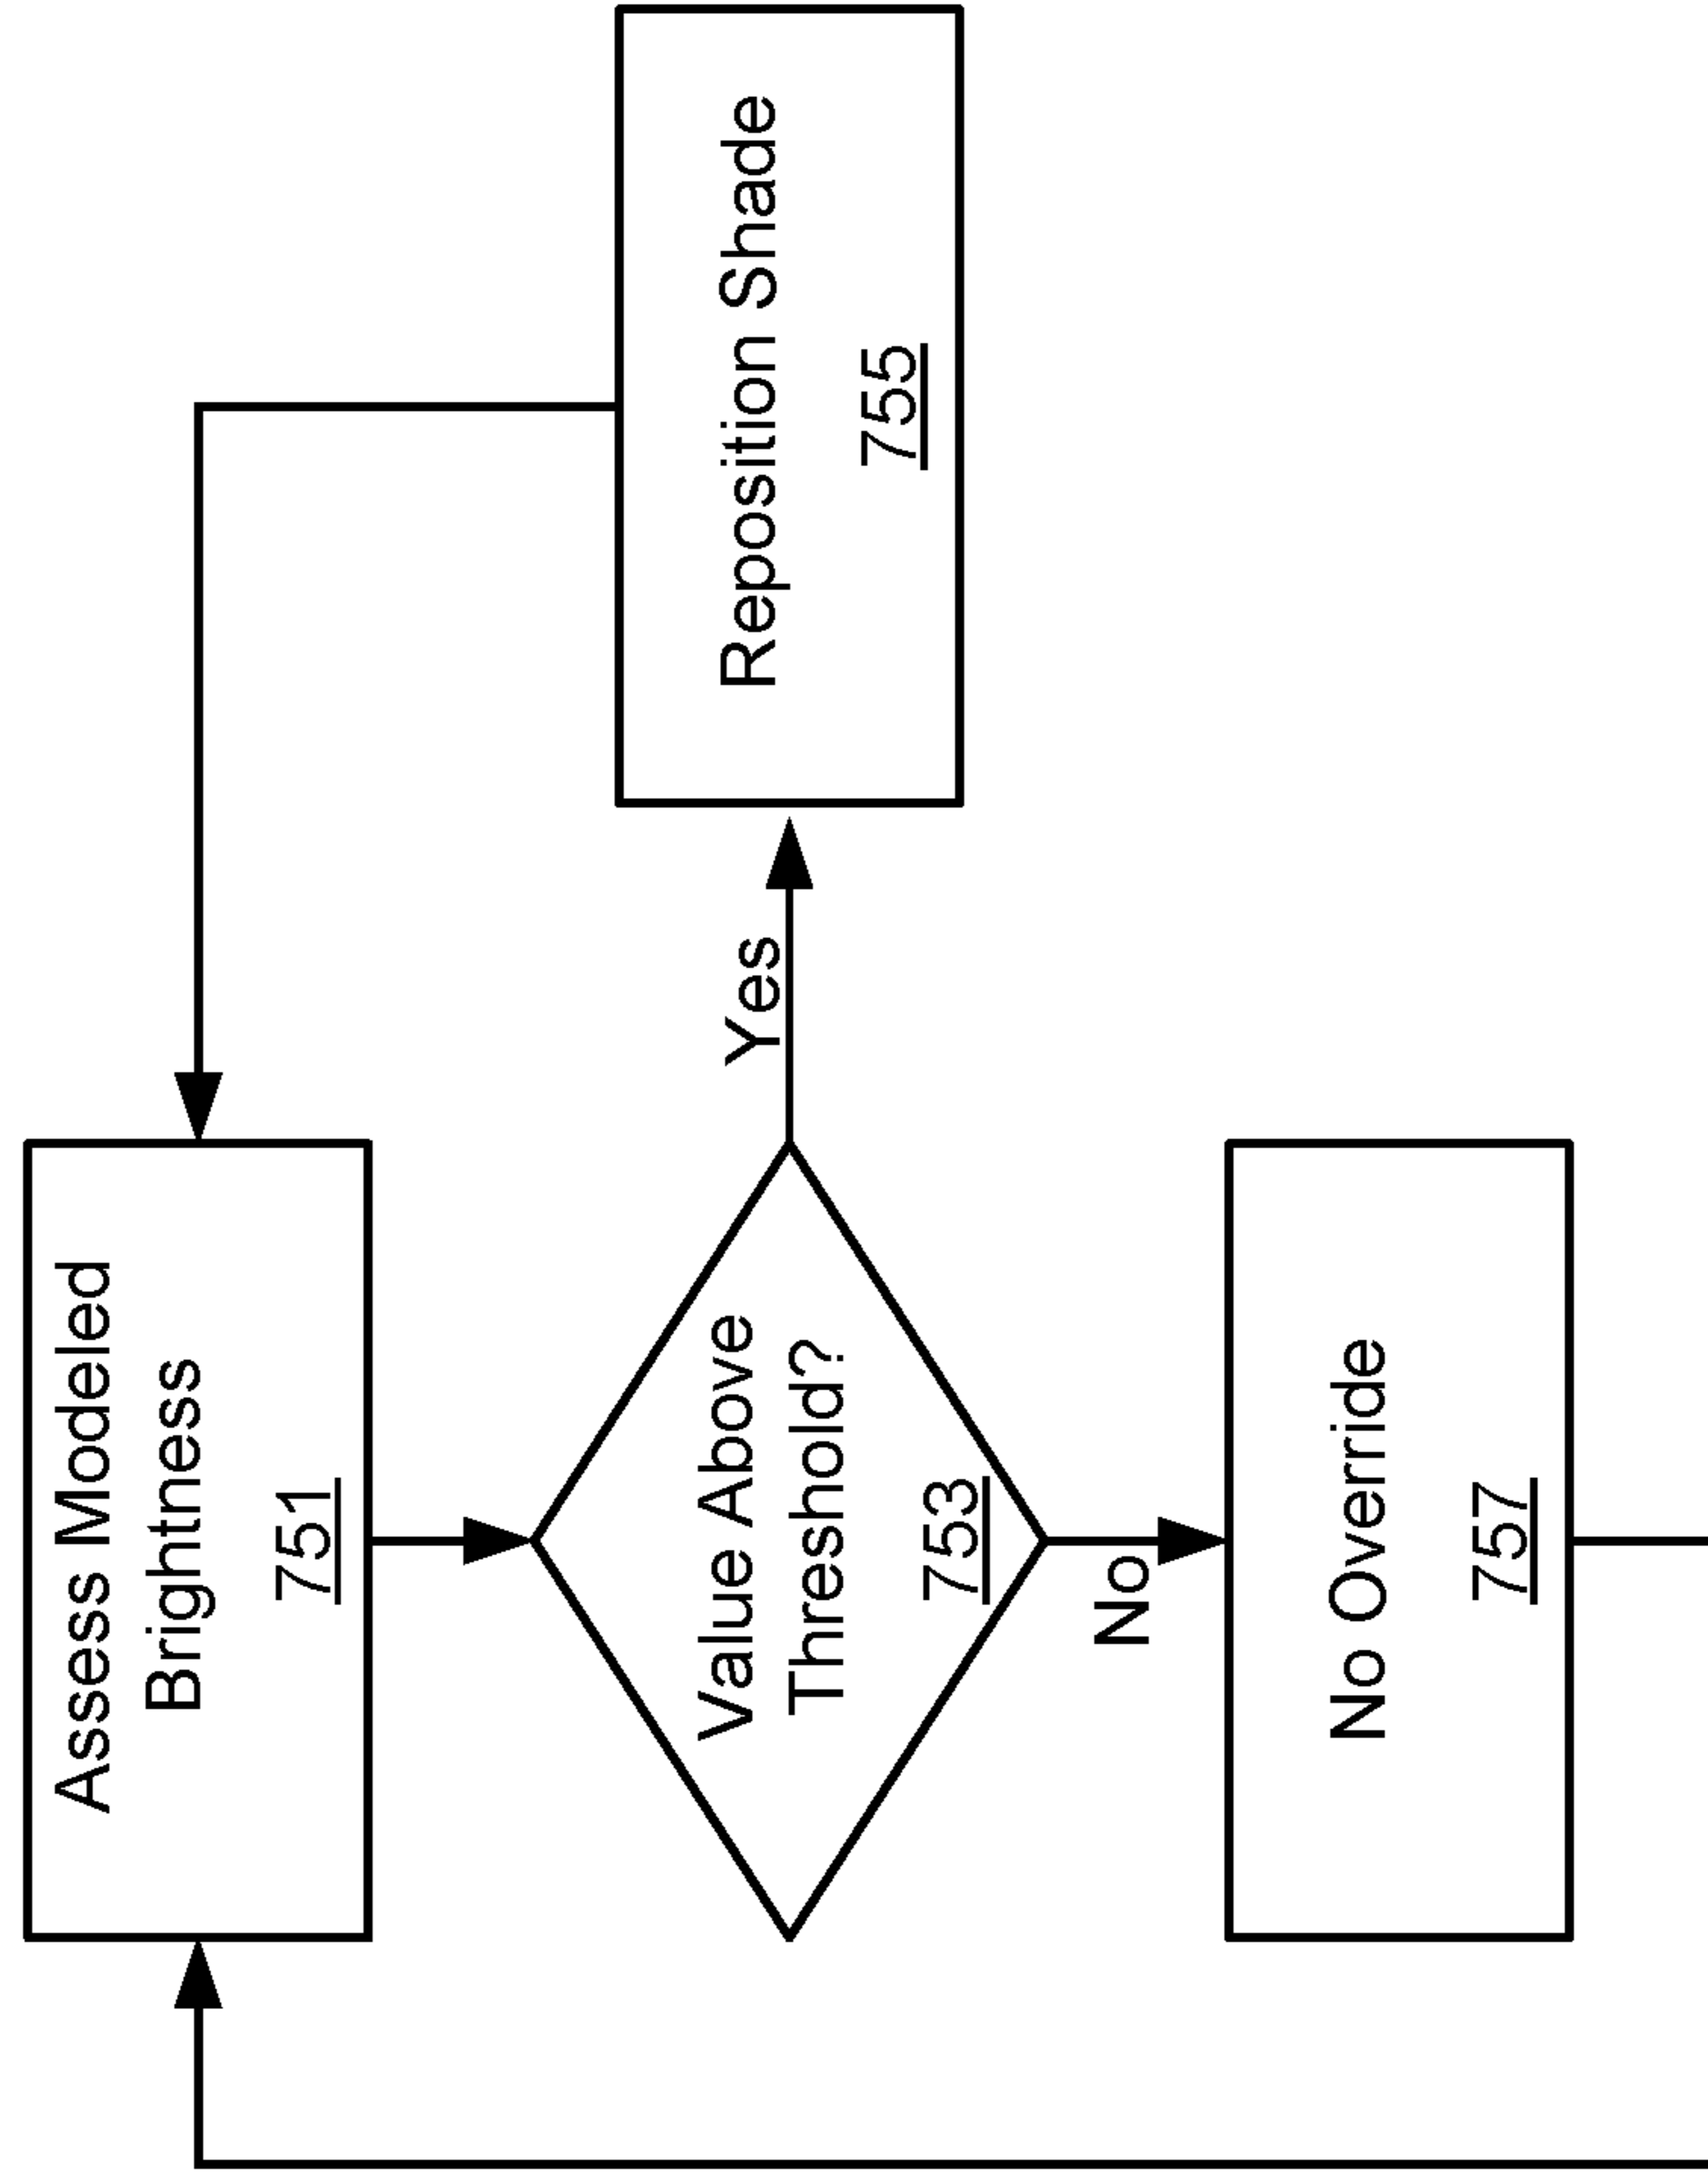 Assess Modeled
Brightness
751
Value Above
Threshold?
753
Yes
Reposition Shade
755
No
No Override
757